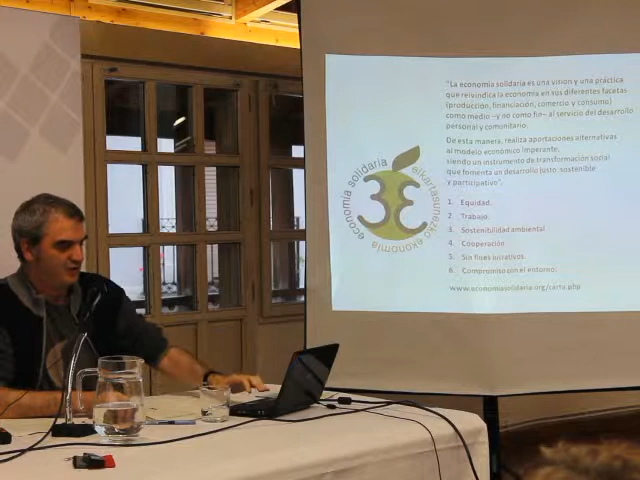 "La economía solidaria es una visión y una práctica
que reivindica la economía en sus diferentes facetas
(producción, financiación, comercio y consumo)
como medio –y no como fin– al servicio del desarrollo
personal y comunitario.
De esta manera, realiza aportaciones alternativas
al modelo económico imperante,
siendo un instrumento de transformación social
que fomenta un desarrollo justo, sostenible
y participativo".
1. Equidad.
2. Trabajo.
3. Sostenibilidad ambiental
4. Cooperación
5. Sin fines lucrativos.
6. Compromiso con el entorno.
www.economiasolidaria.org/carta.php
economía solidaria
elkartasunezko ekonomia